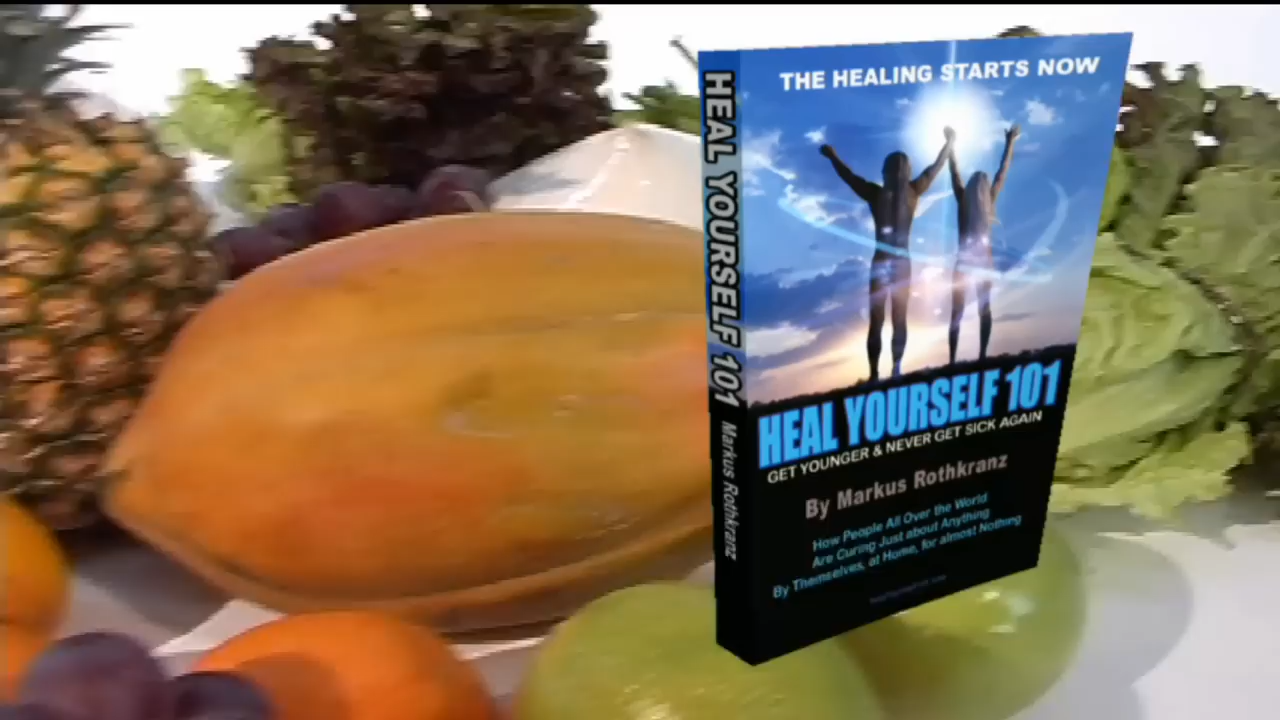 HEAL YOURSELF 101 Markus Rothkranz
THE HEALING STARTS NOW
HEAL YOURSELF 101
GET YOUNGER & NEVER GET SICK AGAIN
By Markus Rothkranz
How People All Over the World
Are Curing Just about Anything
By Themselves, at Home, for almost Nothing